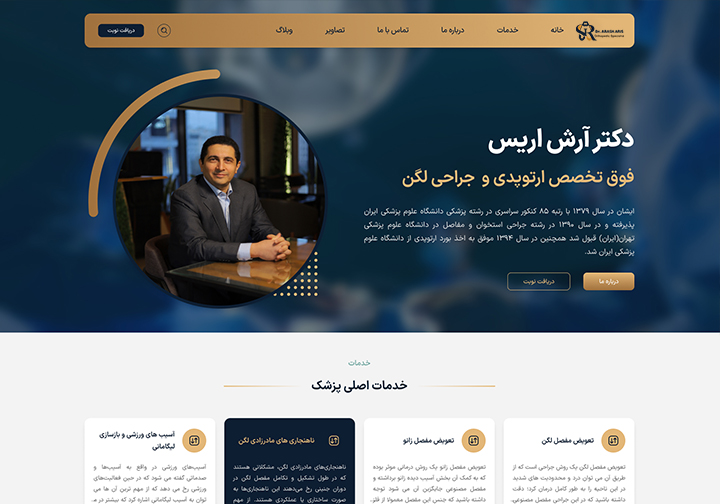 Dr. ARASH ARIS
Orthopedic Specialist
خانه
خدمات
درباره ما
تماس با ما
تصاویر
وبلاگ
دریافت نوبت
دکتر آرش اریس
فوق تخصص ارتوپدی و جراحی لگن
ایشان در سال ۱۳۷۹ با رتبه ۸۵ کنکور سراسری در رشته پزشکی دانشگاه علوم پزشکی ایران
پذیرفته و در سال ۱۳۹۰ در رشته جراحی استخوان و مفاصل در دانشگاه علوم پزشکی
تهران(ایران) قبول شد همچنین در سال ۱۳۹۴ موفق به اخذ بورد ارتوپدی از دانشگاه علوم
پزشکی ایران شد.
درباره ما
دریافت نوبت
خدمات
خدمات اصلی پزشک
تعویض مفصل لگن
تعویض مفصل لگن یک روش جراحی است که از
طریق آن می توان درد و محدودیت های شدید
در این ناحیه را به طور کامل درمان کرد؛ دقت
داشته باشید که در این جراحی مفصل مصنوعی،
تعویض مفصل زانو
تعویض مفصل زانو یک روش درمانی موثر بوده
که به کمک آن بخش آسیب دیده زانو برداشته و
مفصل مصنوعی جایگزین آن می شود توجه
داشته باشید که جنس این مفصل معمولا از فلز،
ناهنجاری های مادرزادی لگن
ناهنجاری‌های مادرزادی لگن، مشکلاتی هستند
که در طول تشکیل و تکامل مفصل لگن در
دوران جنینی رخ می‌دهند این ناهنجاری‌ها به
صورت ساختاری یا عملکردی هستند. از مهم
آسیب های ورزشی و بازسازی
لیگامانی
آسیب‌های ورزشی در واقع به آسیب‌ها و
صدماتی گفته می شود که در حین فعالیت‌های
ورزشی رخ می دهد که از مهم ترین آن ها می
توان به آسیب لیگامانی اشاره کرد که بیشتر در مـ